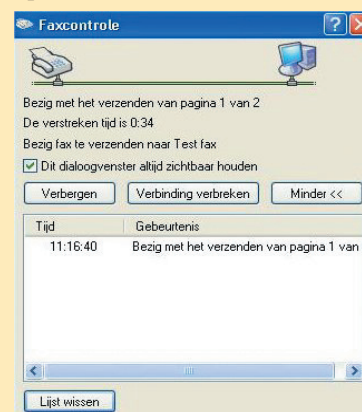 Faxcontrole
Bezig met het verzenden van pagina 1 van 2
De verstreken tijd is 0:34
Bezig fax te verzenden naar Test fax
Dit dialoogvenster altijd zichtbaar houden
Verbergen Verbinding verbreken Minder <<
Tijd Gebeurtenis
11:16:40 Bezig met het verzenden van pagina 1 van
Lijst wissen